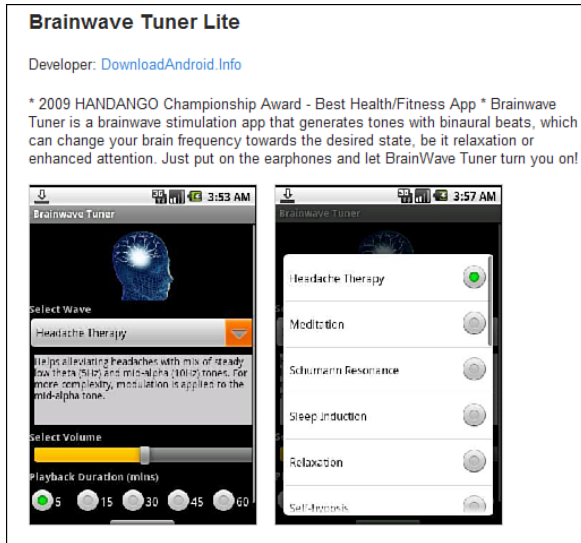 Brainwave Tuner Lite
Developer: DownloadAndroid.Info
* 2009 HANDANGO Championship Award - Best Health/Fitness App * Brainwave
Tuner is a brainwave stimulation app that generates tones with binaural beats, which
can change your brain frequency towards the desired state, be it relaxation or
enhanced attention. Just put on the earphones and let BrainWave Tuner turn you on!
3G
3:53 AM
Brainwave Tuner
Select Wave
Headache Therapy
Helps alleviating headaches with mix of steady
low theta (5Hz) and mid-alpha (10Hz) tones. For
more complexity, modulation is applied to the
mid-alpha tone.
Select Volume
Playback Duration (mins)
5 15 30 45 60
3G
3:57 AM
Brainwave Tuner
Headache Therapy
Meditation
Schumann Resonance
Sleep Induction
Relaxation
Self-hypnosis